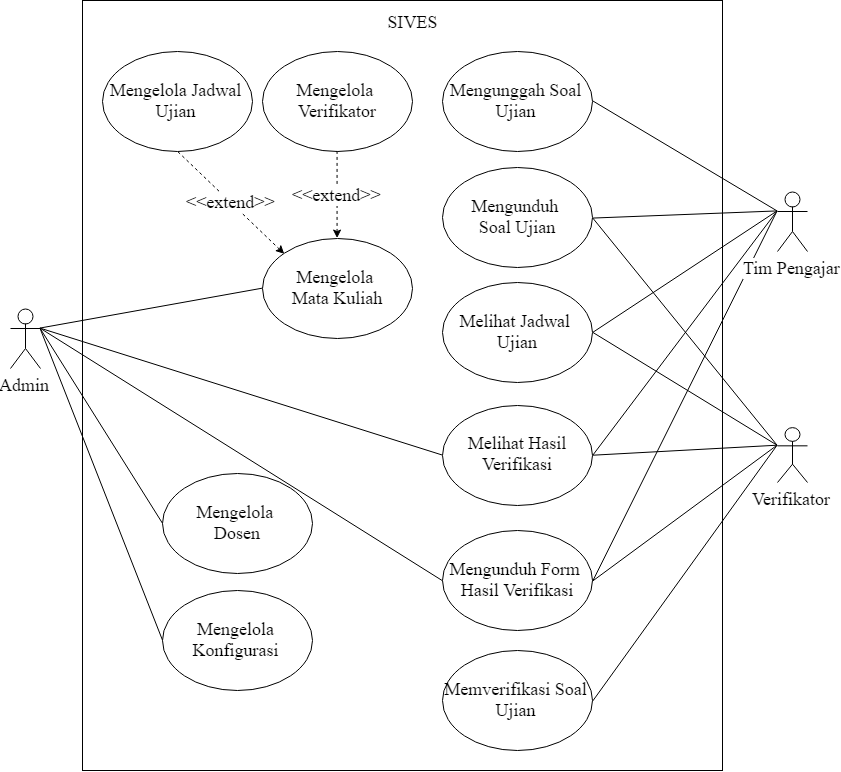 SIVES
Mengelola Jadwal
Ujian
Mengelola
Verifikator
Mengunggah Soal
Ujian
<<extend>>
<<extend>>
Mengunduh
Soal Ujian
Tim Pengajar
Mengelola
Mata Kuliah
Melihat Jadwal
Ujian
Admin
Melihat Hasil
Verifikasi
Verifikator
Mengelola
Dosen
Mengunduh Form
Hasil Verifikasi
Mengelola
Konfigurasi
Memverifikasi Soal
Ujian